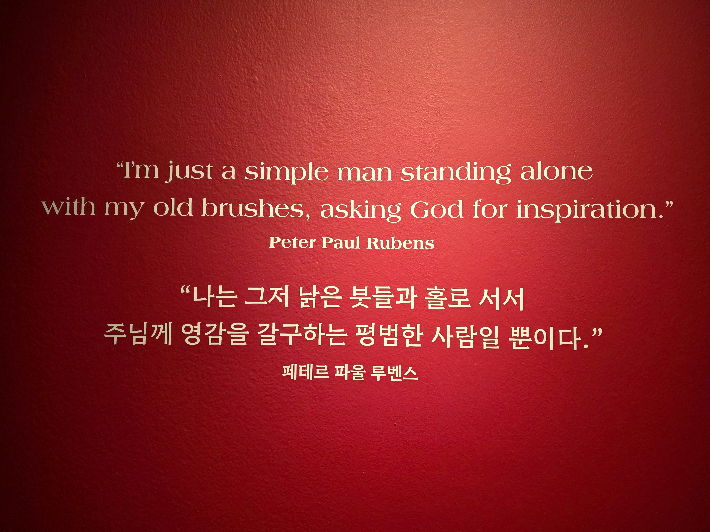 “I’m just a simple man standing alone
with my old brushes, asking God for inspiration.”
Peter Paul Rubens
“나는 그저 낡은 붓들과 홀로 서서
주님께 영감을 갈구하는 평범한 사람일 뿐이다.”
페테르 파울 루벤스